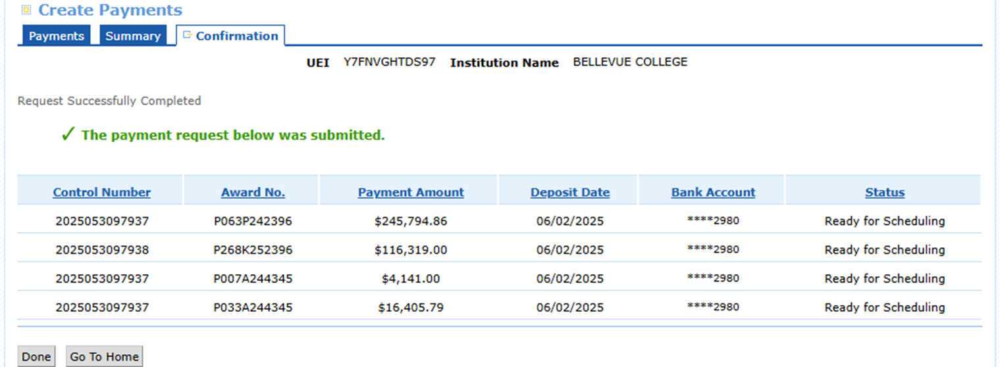 Create Payments
Payments Summary Confirmation
UEI Y7FNVGHTDS97 Institution Name BELLEVUE COLLEGE
Request Successfully Completed
✓ The payment request below was submitted.
Control Number Award No. Payment Amount Deposit Date Bank Account Status
2025053097937 P063P242396 $245,794.86 06/02/2025 ****2980 Ready for Scheduling
2025053097938 P268K252396 $116,319.00 06/02/2025 ****2980 Ready for Scheduling
2025053097937 P007A244345 $4,141.00 06/02/2025 ****2980 Ready for Scheduling
2025053097937 P033A244345 $16,405.79 06/02/2025 ****2980 Ready for Scheduling
Done Go To Home